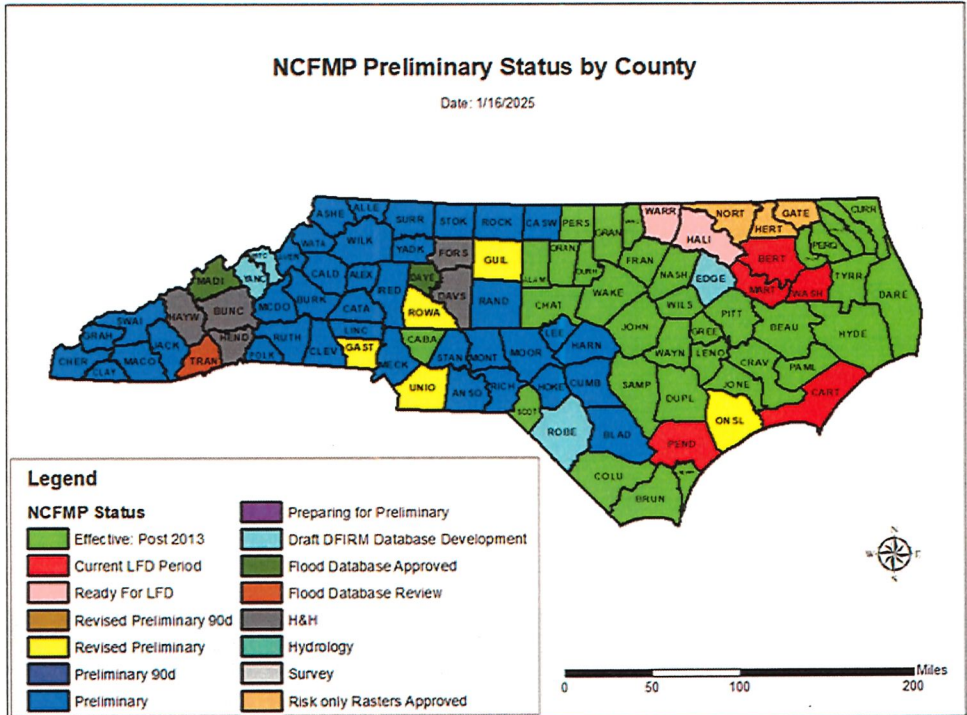 NCFMP Preliminary Status by County
Date: 1/16/2025
ASHE
ALLE
SURR
STOK
ROCK
CASW
PERS
GRAN
WARR
NORT
GATE
HERT
CURR
WATA
WILK
YADK
FORS
GUIL
ORAN
DURH
FRAN
HALI
BERT
PERQ
MADI
YANC
CALD
ALEX
IRED
DAVE
DAVS
RAND
ALAM
CHAT
WAKE
NASH
EDGE
MART
WASH
TYRR
DARE
HAYW
BUNC
MCDO
BURK
CATA
ROWA
WILS
PITT
BEAU
HYDE
SWAI
GRAH
JACK
HEND
RUTH
LINC
CABA
STAN
MONT
MOOR
LEE
HARN
JOHN
WAYN
GREE
LENO
CRAV
PAML
CHER
CLAY
MACO
TRAN
POLK
CLEV
GAST
MECK
UNIO
ANSO
RICH
HOKE
CUMB
SAMP
DUPL
JONE
CART
SCOT
ROBE
BLAD
PEND
ONSL
COLU
BRUN
Legend
NCFMP Status
Effective: Post 2013
Current LFD Period
Ready For LFD
Revised Preliminary 90d
Revised Preliminary
Preliminary 90d
Preliminary
Preparing for Preliminary
Draft DFIRM Database Development
Flood Database Approved
Flood Database Review
H&H
Hydrology
Survey
Risk only Rasters Approved
N
W E
S
Miles
0 50 100 200